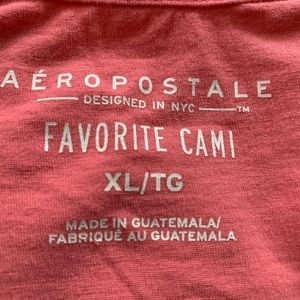 AÉROPOSTALE
DESIGNED IN NYC ™
FAVORITE CAMI
XL/TG
MADE IN GUATEMALA/
FABRIQUÉ AU GUATEMALA